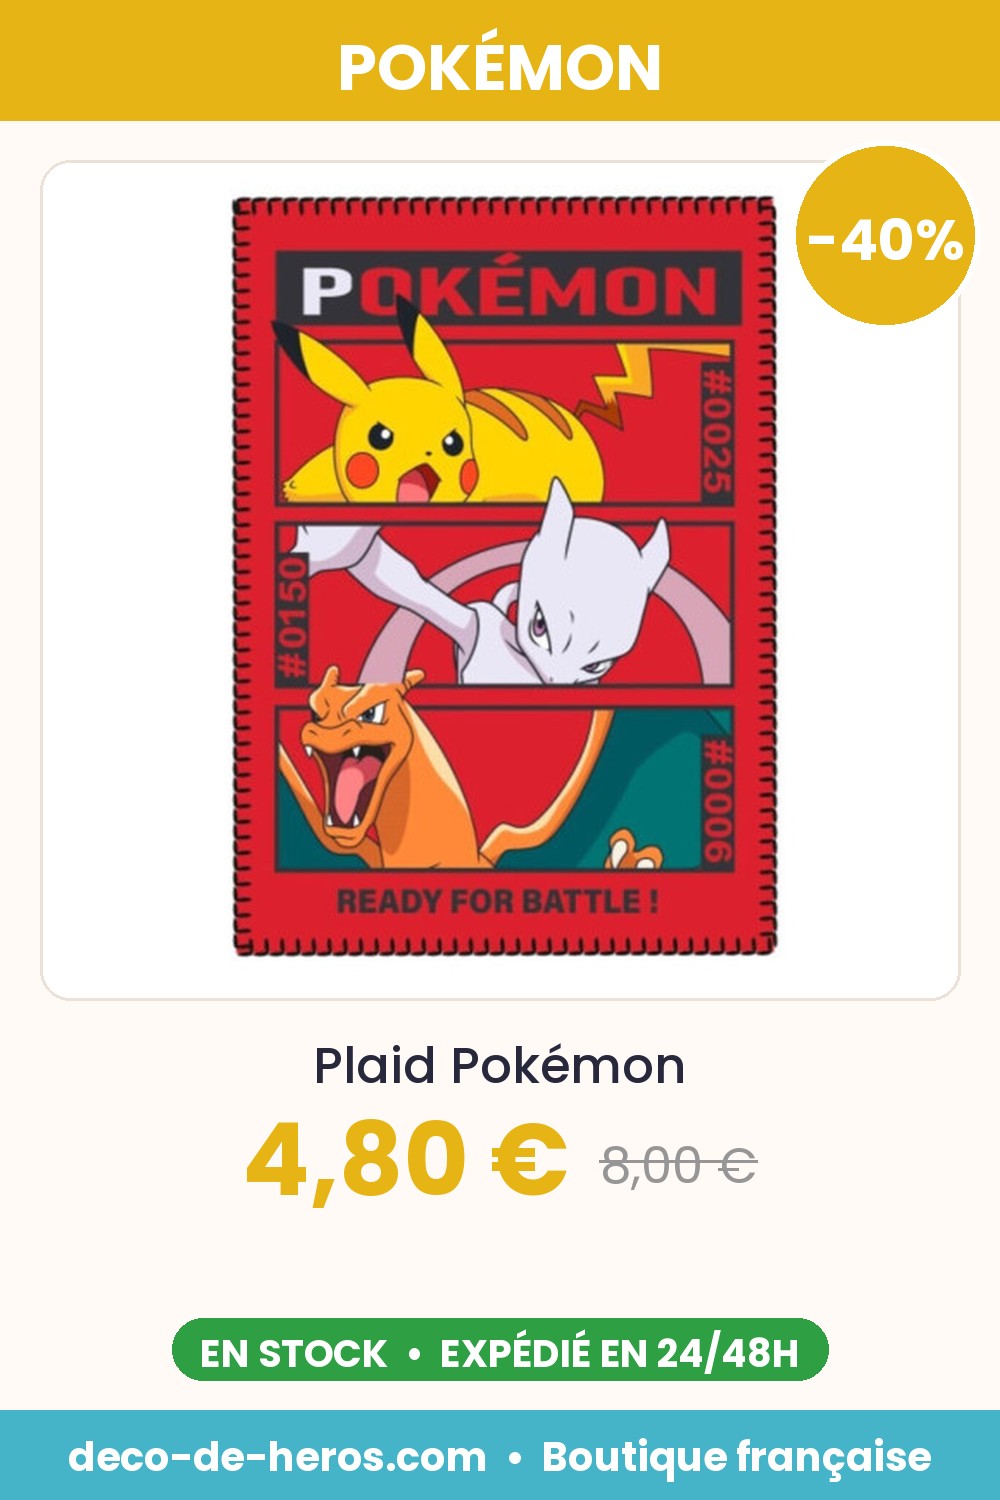 POKÉMON
-40%
POKÉMON
#0025
#0150
#0006
READY FOR BATTLE !
Plaid Pokémon
4,80 € 8,00 €
EN STOCK • EXPÉDIÉ EN 24/48H
deco-de-heros.com • Boutique française